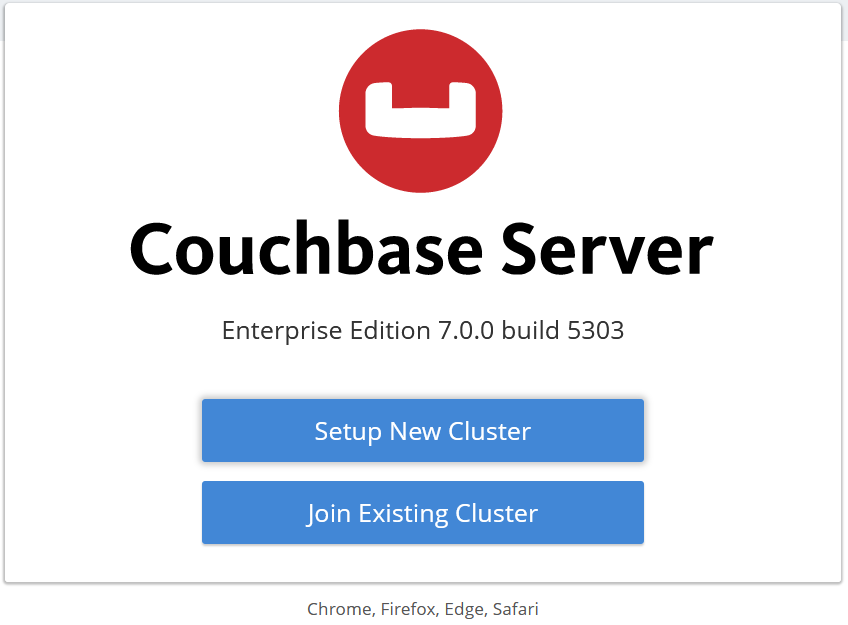 Couchbase Server
Enterprise Edition 7.0.0 build 5303
Setup New Cluster
Join Existing Cluster
Chrome, Firefox, Edge, Safari